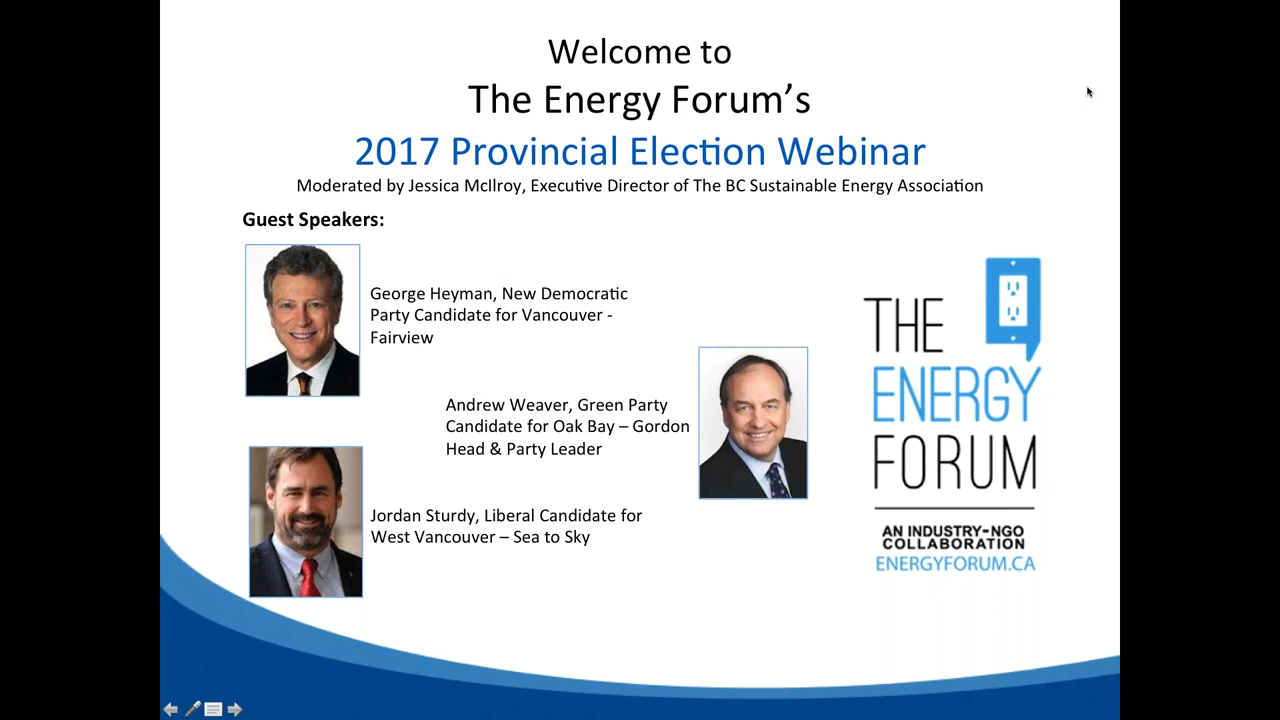 Welcome to
The Energy Forum’s
2017 Provincial Election Webinar
Moderated by Jessica McIlroy, Executive Director of The BC Sustainable Energy Association
Guest Speakers:
George Heyman, New Democratic
Party Candidate for Vancouver -
Fairview
Andrew Weaver, Green Party
Candidate for Oak Bay – Gordon
Head & Party Leader
Jordan Sturdy, Liberal Candidate for
West Vancouver – Sea to Sky
THE
ENERGY
FORUM
AN INDUSTRY-NGO
COLLABORATION
ENERGYFORUM.CA